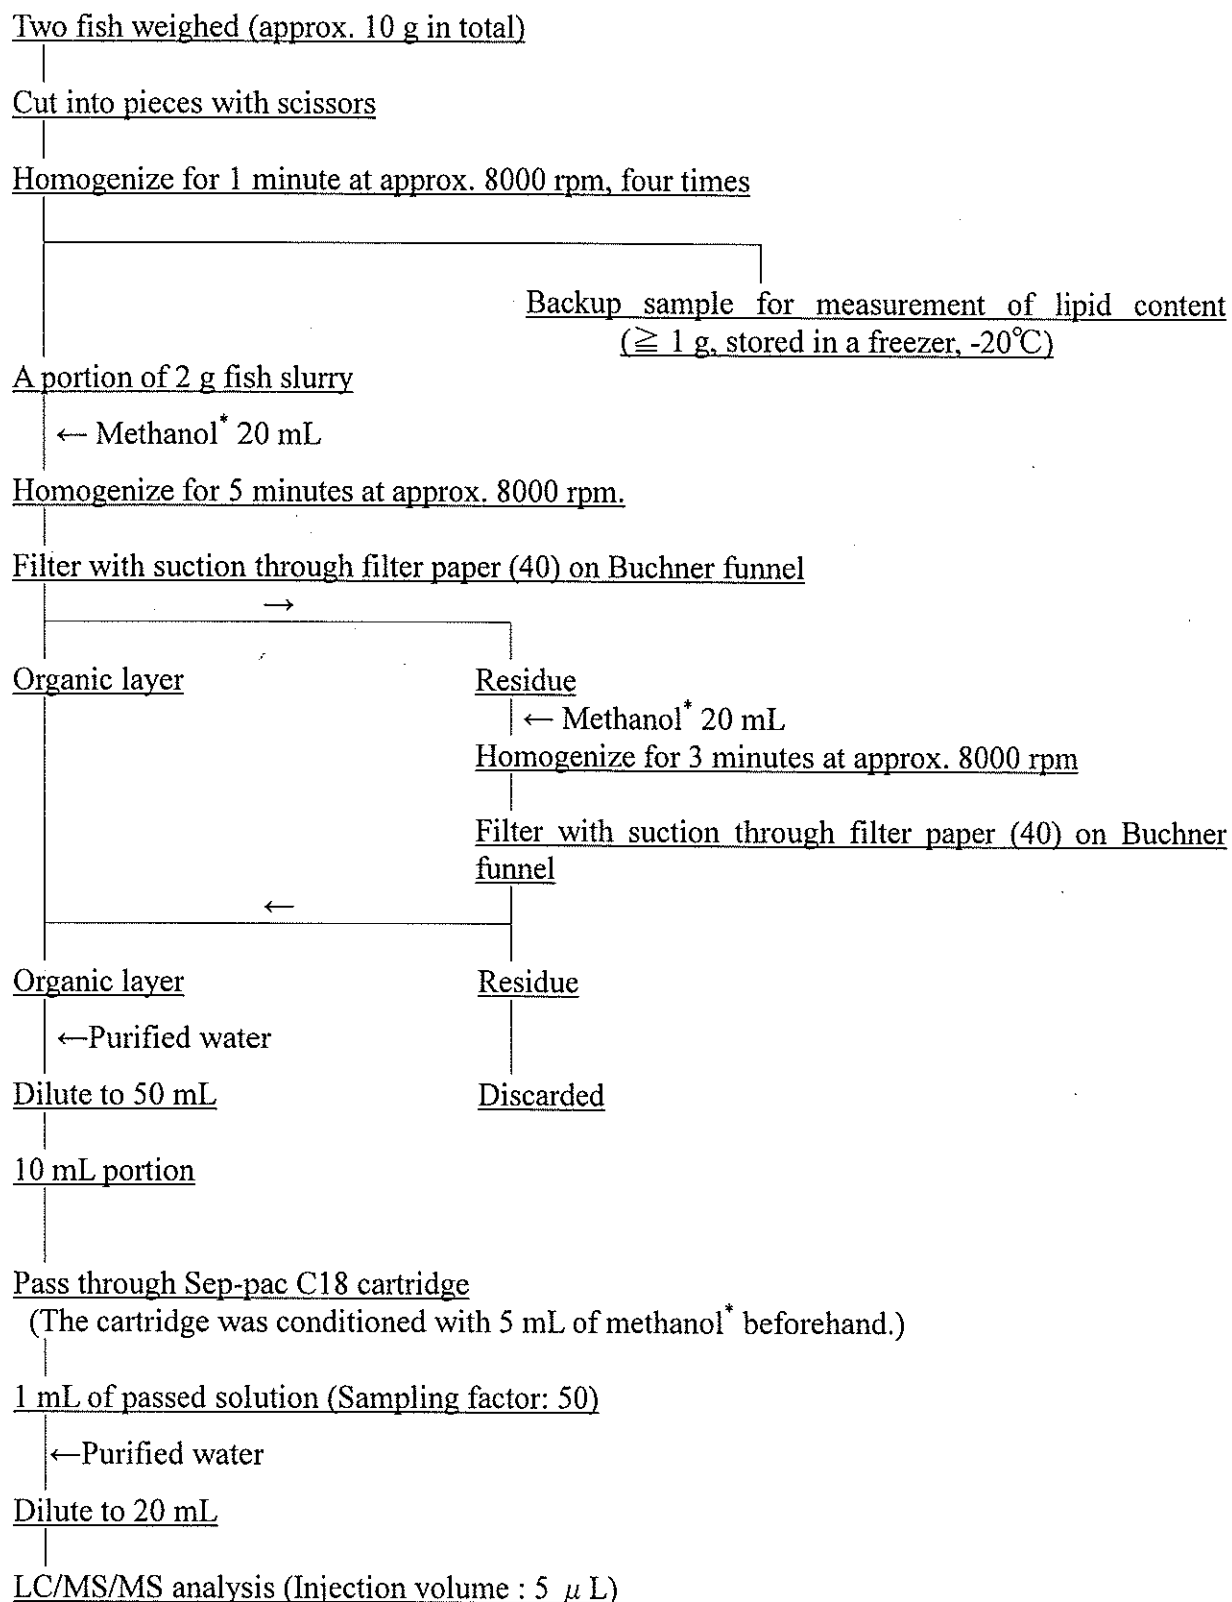 Two fish weighed (approx. 10 g in total)
Cut into pieces with scissors
Homogenize for 1 minute at approx. 8000 rpm, four times
Backup sample for measurement of lipid content
(≧ 1 g, stored in a freezer, -20℃)
A portion of 2 g fish slurry
← Methanol* 20 mL
Homogenize for 5 minutes at approx. 8000 rpm.
Filter with suction through filter paper (40) on Buchner funnel
→
Organic layer
Residue
← Methanol* 20 mL
Homogenize for 3 minutes at approx. 8000 rpm
Filter with suction through filter paper (40) on Buchner
funnel
←
Organic layer
Residue
←Purified water
Dilute to 50 mL
Discarded
10 mL portion
Pass through Sep-pac C18 cartridge
(The cartridge was conditioned with 5 mL of methanol* beforehand.)
1 mL of passed solution (Sampling factor: 50)
←Purified water
Dilute to 20 mL
LC/MS/MS analysis (Injection volume : 5 μ L)